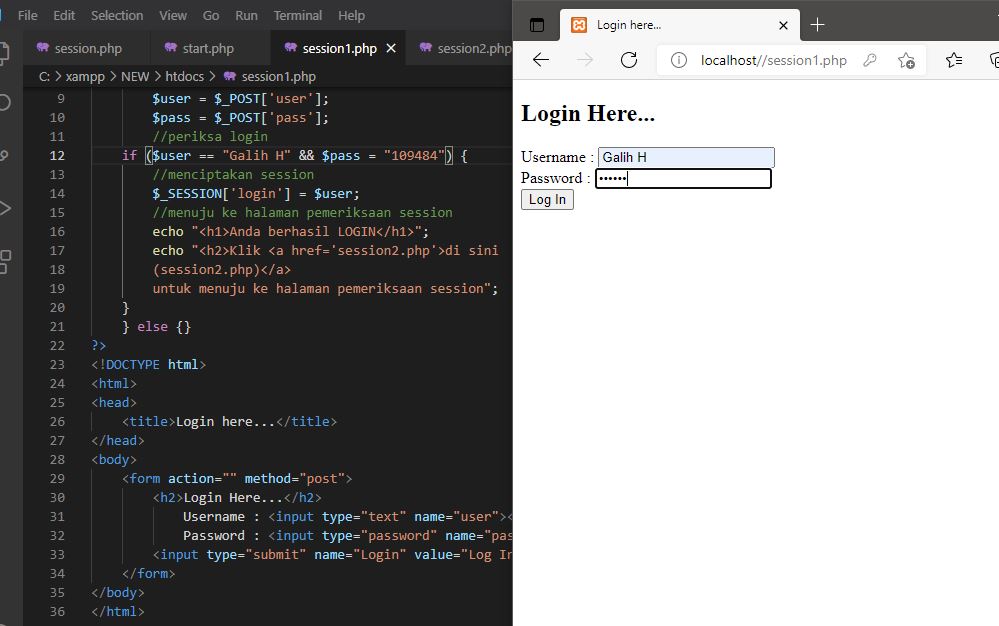 File Edit Selection View Go Run Terminal Help
session.php start.php session1.php session2.php
C: > xampp > NEW > htdocs > session1.php
9 $user = $_POST['user'];
10 $pass = $_POST['pass'];
11 //periksa login
12 if ($user == "Galih H" && $pass = "109484") {
13 //menciptakan session
14 $_SESSION['login'] = $user;
15 //menuju ke halaman pemeriksaan session
16 echo "<h1>Anda berhasil LOGIN</h1>";
17 echo "<h2>Klik <a href='session2.php'>di sini
18 (session2.php)</a>
19 untuk menuju ke halaman pemeriksaan session";
20 }
21 } else {}
22 ?>
23 <!DOCTYPE html>
24 <html>
25 <head>
26 <title>Login here...</title>
27 </head>
28 <body>
29 <form action="" method="post">
30 <h2>Login Here...</h2>
31 Username : <input type="text" name="user"><
32 Password : <input type="password" name="pas
33 <input type="submit" name="Login" value="Log In
34 </form>
35 </body>
36 </html>
Login here...
localhost//session1.php
Login Here...
Username : Galih H
Password : ••••••
Log In